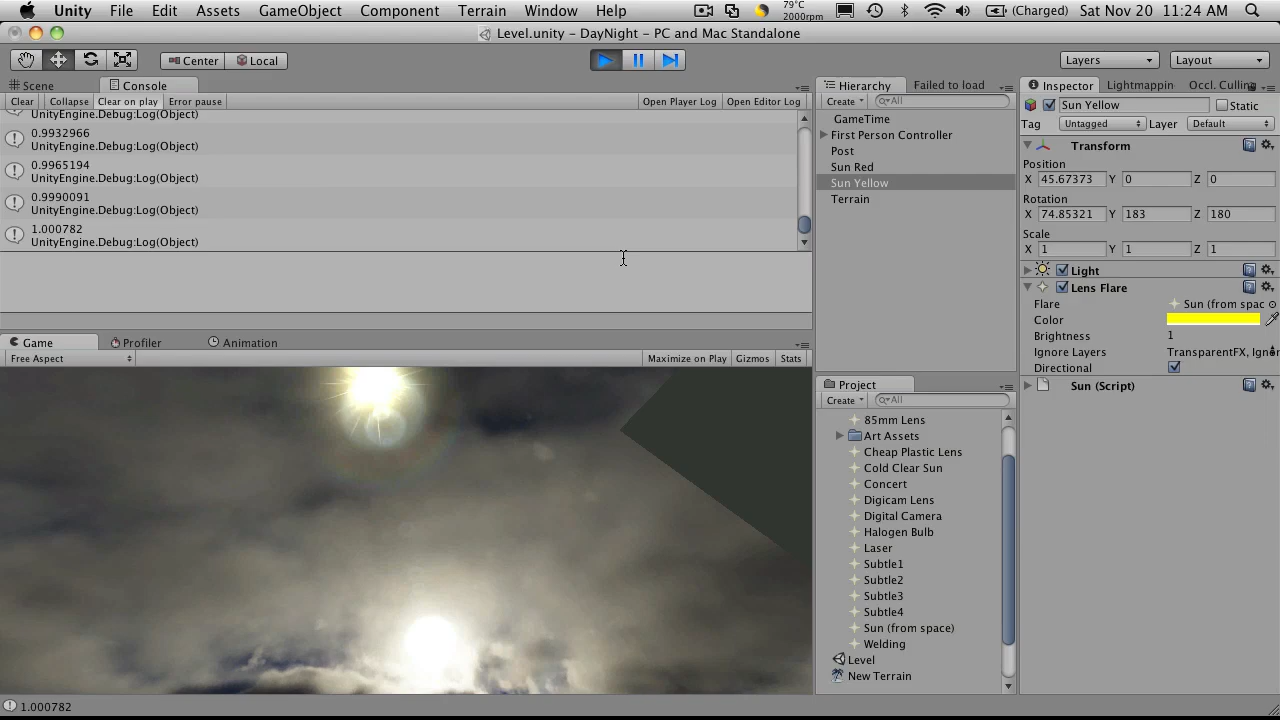 Unity File Edit Assets GameObject Component Terrain Window Help 79°C 2000rpm (Charged) Sat Nov 20 11:24 AM
Level.unity – DayNight – PC and Mac Standalone
Center Local Layers Layout
Scene Console
Clear Collapse Clear on play Error pause Open Player Log Open Editor Log
UnityEngine.Debug:Log(Object)
0.9932966
UnityEngine.Debug:Log(Object)
0.9965194
UnityEngine.Debug:Log(Object)
0.9990091
UnityEngine.Debug:Log(Object)
1.000782
UnityEngine.Debug:Log(Object)
Game Profiler Animation
Free Aspect Maximize on Play Gizmos Stats
Hierarchy Failed to load
Create All
GameTime
First Person Controller
Post
Sun Red
Sun Yellow
Terrain
Project
Create All
85mm Lens
Art Assets
Cheap Plastic Lens
Cold Clear Sun
Concert
Digicam Lens
Digital Camera
Halogen Bulb
Laser
Subtle1
Subtle2
Subtle3
Subtle4
Sun (from space)
Welding
Level
New Terrain
Inspector Lightmappin Occl. Culling
Sun Yellow Static
Tag Untagged Layer Default
Transform
Position
X 45.67373 Y 0 Z 0
Rotation
X 74.85321 Y 183 Z 180
Scale
X 1 Y 1 Z 1
Light
Lens Flare
Flare Sun (from spac
Color
Brightness 1
Ignore Layers TransparentFX, Ignor
Directional
Sun (Script)
1.000782